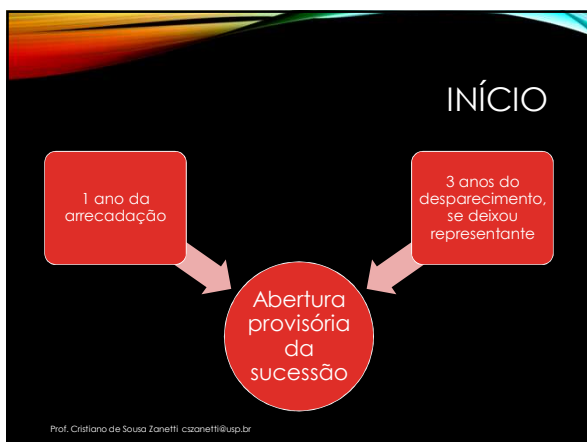 INÍCIO
1 ano da
arrecadação
3 anos do
desparecimento,
se deixou
representante
Abertura
provisória
da
sucessão
Prof. Cristiano de Sousa Zanetti cszanetti@usp.br